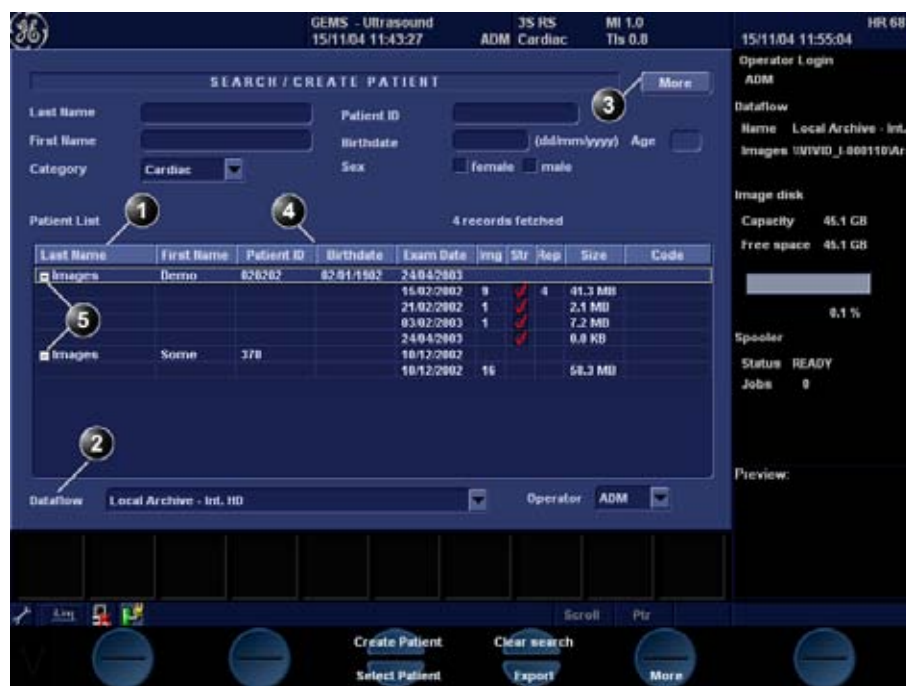 GEMS - Ultrasound 3S RS MI 1.0 HR 68
15/11/04 11:43:27 ADM Cardiac TIs 0.8 15/11/04 11:55:04
SEARCH / CREATE PATIENT More
3
Last Name Patient ID
First Name Birthdate (dd/mm/yyyy) Age
Category Cardiac Sex female male
1 4
Patient List 4 records fetched
Last Name First Name Patient ID Birthdate Exam Date Img Str Rep Size Code
Images Demo 020202 02/01/1902 24/04/2003
15/02/2002 9 4 41.3 MB
21/02/2002 1 2.1 MB
03/02/2003 1 7.2 MB
24/04/2003 0.0 KB
5
Images Some 378 10/12/2002
10/12/2002 16 58.3 MB
2
Dataflow Local Archive - Int. HD Operator ADM
Operator Login
ADM
Dataflow
Name Local Archive - Int.
Images
Image disk
Capacity 45.1 GB
Free space 45.1 GB
0.1 %
Spooler
Status READY
Jobs 0
Preview:
Scroll Ptr
Create Patient Clear search
Select Patient Export More